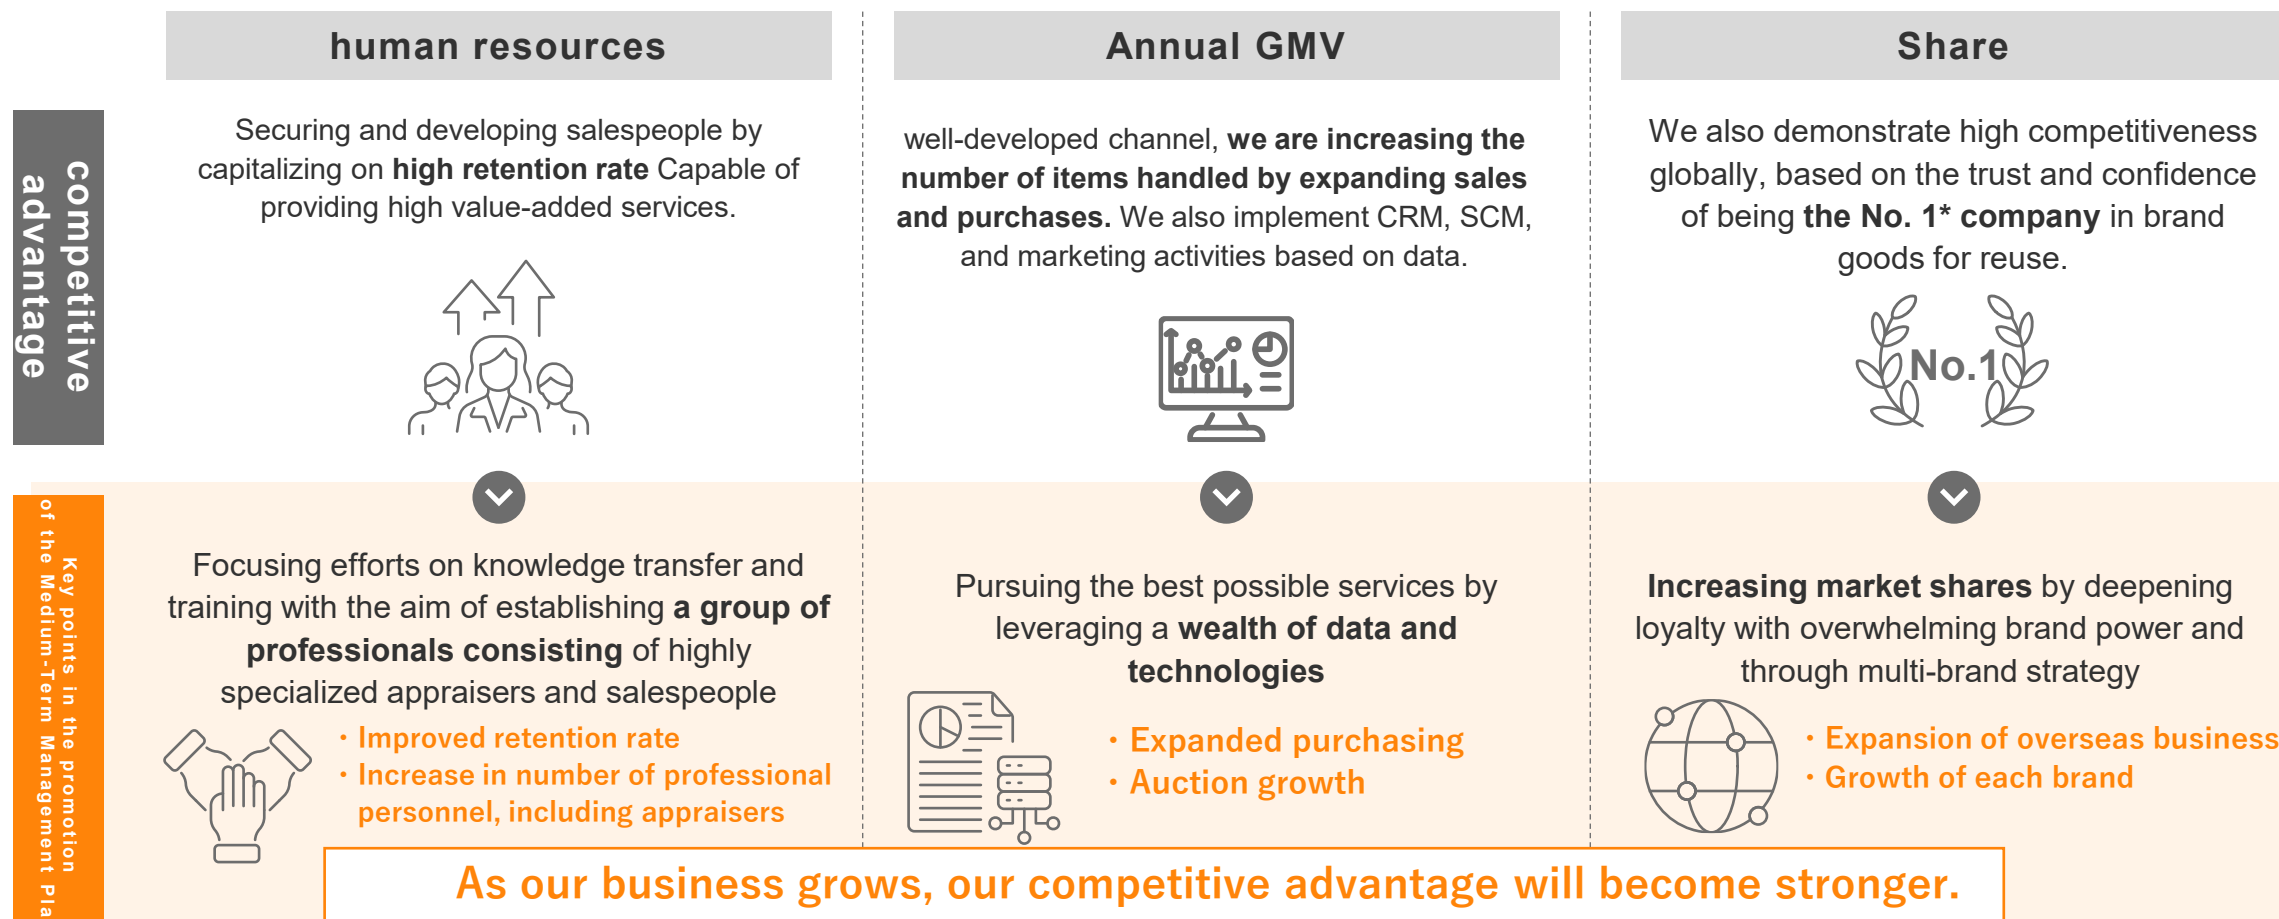 human resources
Annual GMV
Share
competitive
advantage
Securing and developing salespeople by
capitalizing on high retention rate Capable of
providing high value-added services.
well-developed channel, we are increasing the
number of items handled by expanding sales
and purchases. We also implement CRM, SCM,
and marketing activities based on data.
We also demonstrate high competitiveness
globally, based on the trust and confidence
of being the No. 1* company in brand
goods for reuse.
No.1
Key points in the promotion
of the Medium-Term Management Pla
Focusing efforts on knowledge transfer and
training with the aim of establishing a group of
professionals consisting of highly
specialized appraisers and salespeople
・Improved retention rate
・Increase in number of professional
personnel, including appraisers
Pursuing the best possible services by
leveraging a wealth of data and
technologies
・Expanded purchasing
・Auction growth
Increasing market shares by deepening
loyalty with overwhelming brand power and
through multi-brand strategy
・Expansion of overseas business
・Growth of each brand
As our business grows, our competitive advantage will become stronger.